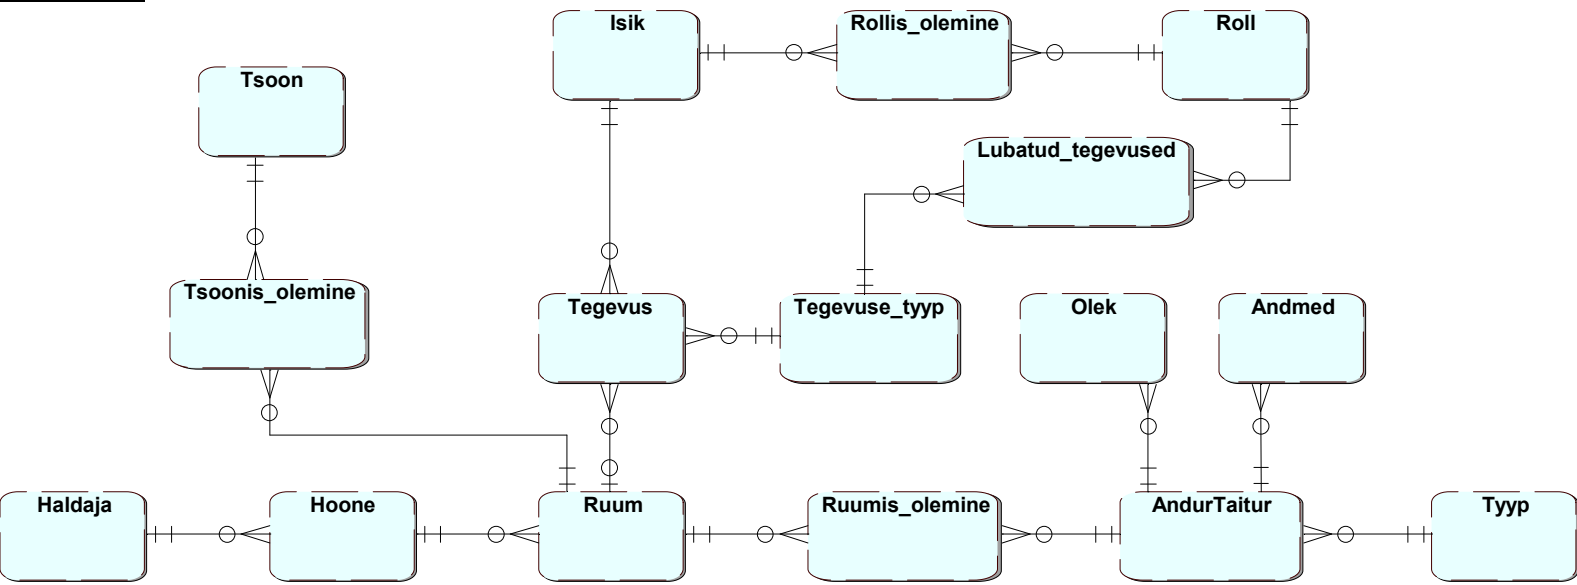 Isik
Rollis_olemine
Roll
Tsoon
Lubatud_tegevused
Tsoonis_olemine
Tegevus
Tegevuse_tyyp
Olek
Andmed
Haldaja
Hoone
Ruum
Ruumis_olemine
AndurTaitur
Tyyp